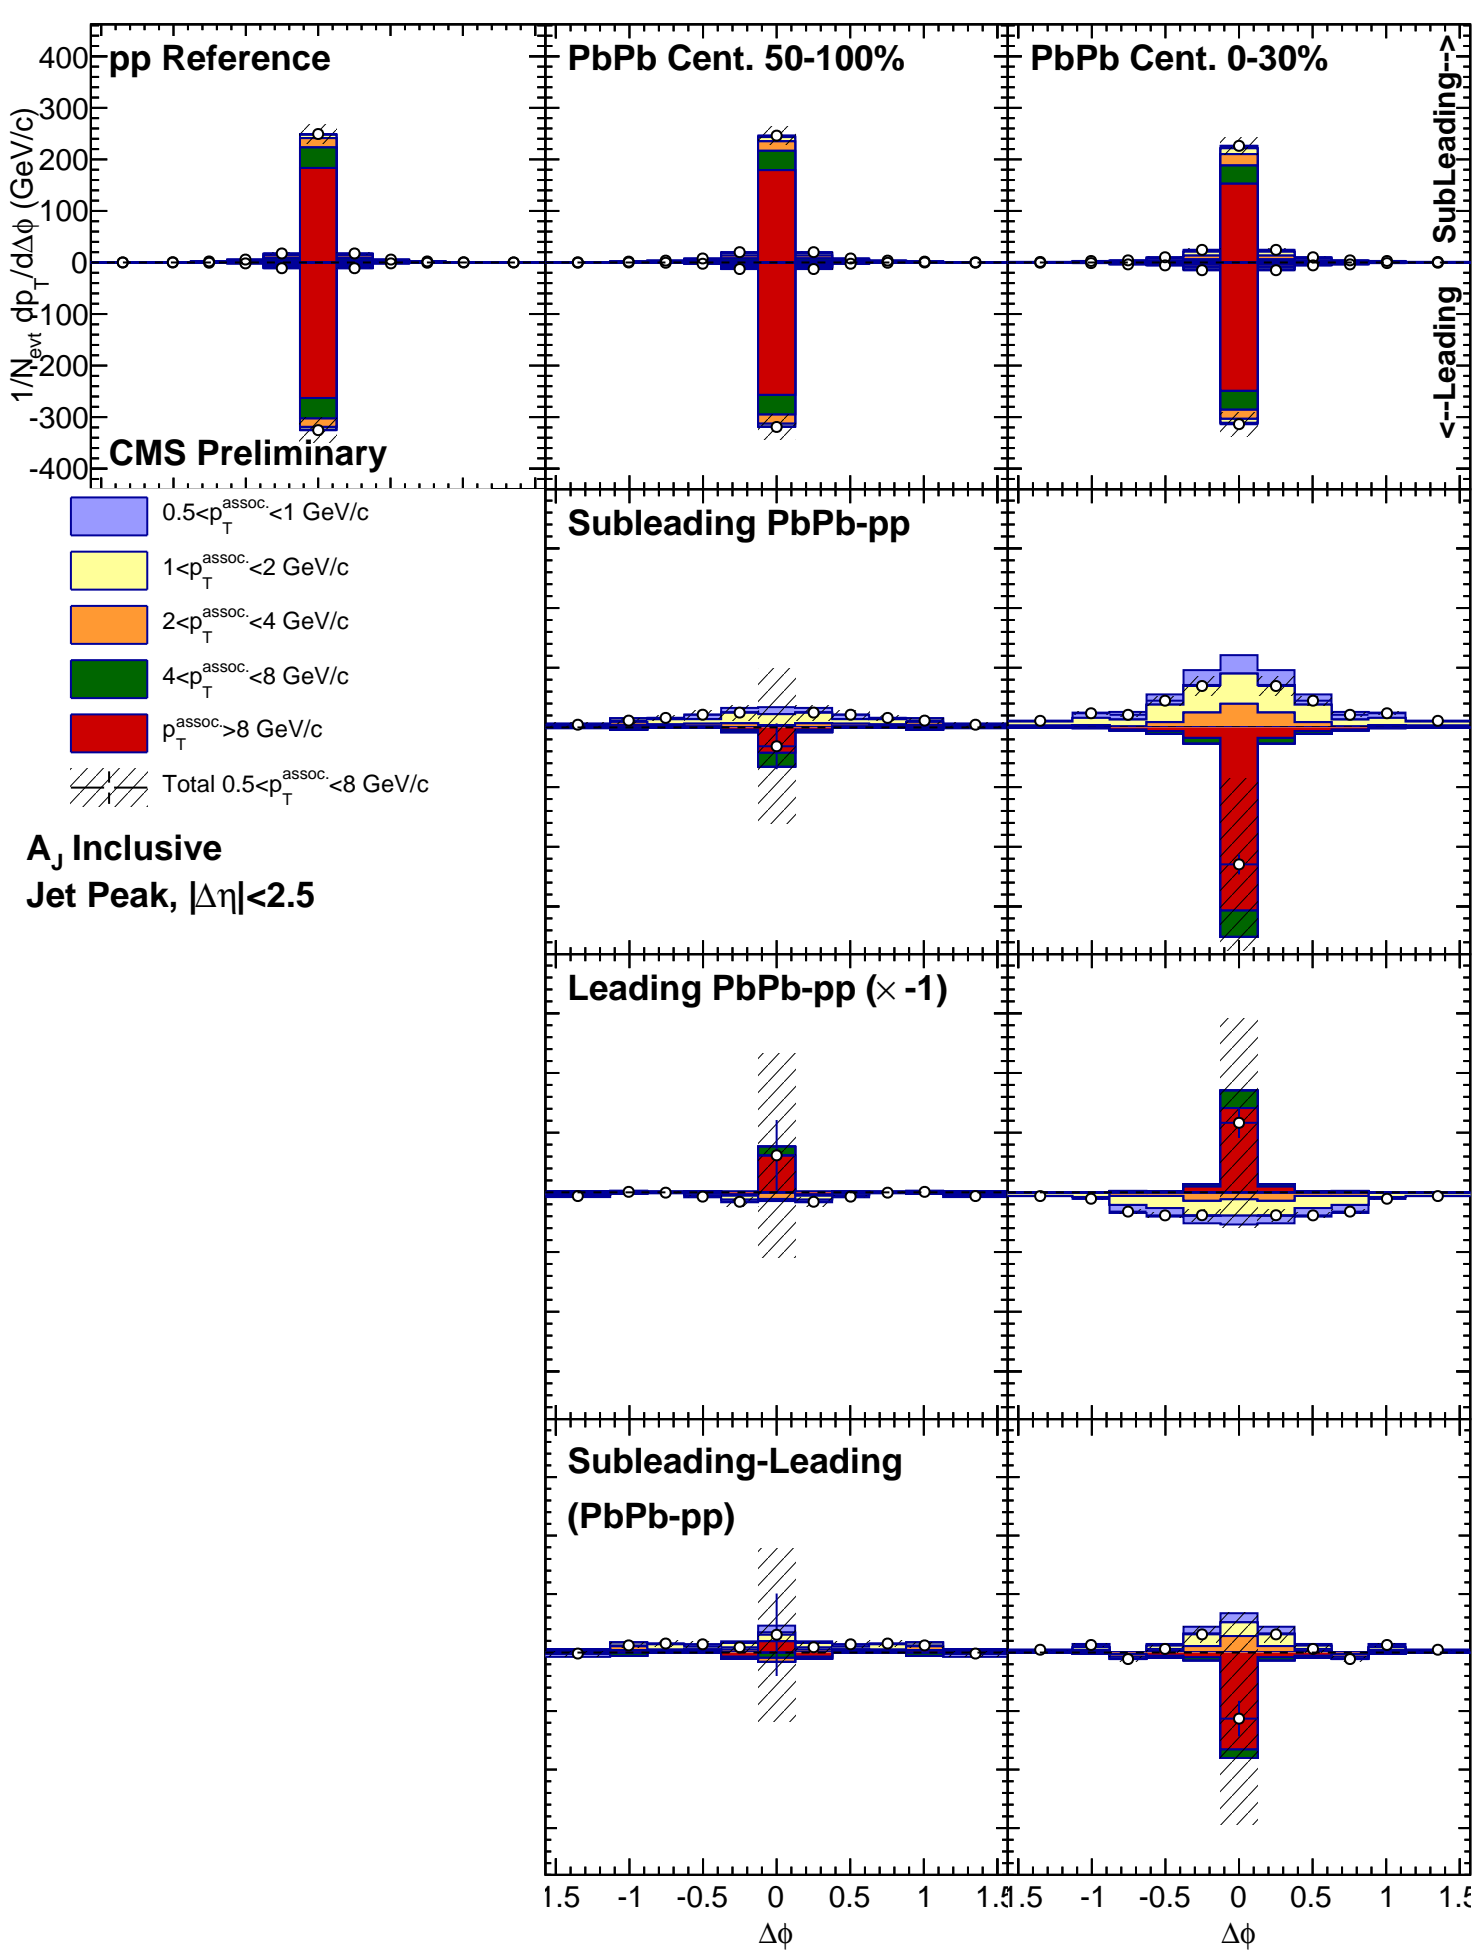 pp Reference
PbPb Cent. 50-100%
PbPb Cent. 0-30%
400
300
200
100
0
-100
-200
-300
-400
1/N_evt dp_T/dΔϕ (GeV/c)
SubLeading-->
<--Leading
CMS Preliminary
0.5<p_T^assoc.<1 GeV/c
1<p_T^assoc.<2 GeV/c
2<p_T^assoc.<4 GeV/c
4<p_T^assoc.<8 GeV/c
p_T^assoc.>8 GeV/c
Total 0.5<p_T^assoc.<8 GeV/c
A_J Inclusive
Jet Peak, |Δη|<2.5
Subleading PbPb-pp
Leading PbPb-pp (× -1)
Subleading-Leading
(PbPb-pp)
1.5 -1 -0.5 0 0.5 1 1.5
1.5 -1 -0.5 0 0.5 1 1.5
Δϕ
Δϕ